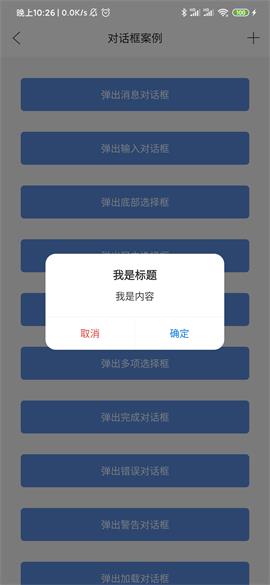 晚上10:26 | 0.0K/s
100
对话框案例
弹出消息对话框
弹出输入对话框
弹出底部选择框
我是标题
我是内容
取消
确定
弹出多项选择框
弹出完成对话框
弹出错误对话框
弹出警告对话框
弹出加载对话框